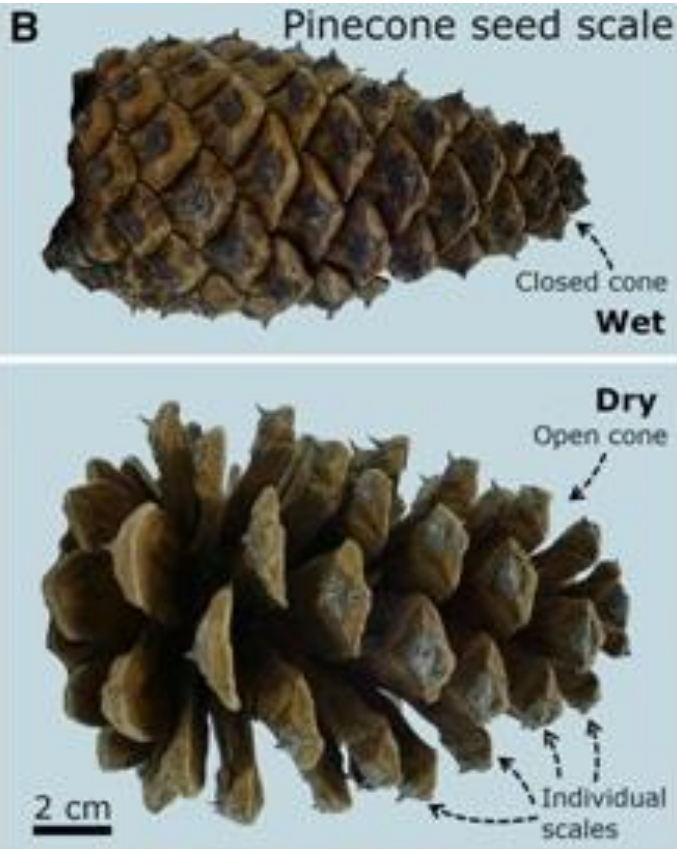 B
Pinecone seed scale
Closed cone
Wet
Dry
Open cone
Individual
scales
2 cm